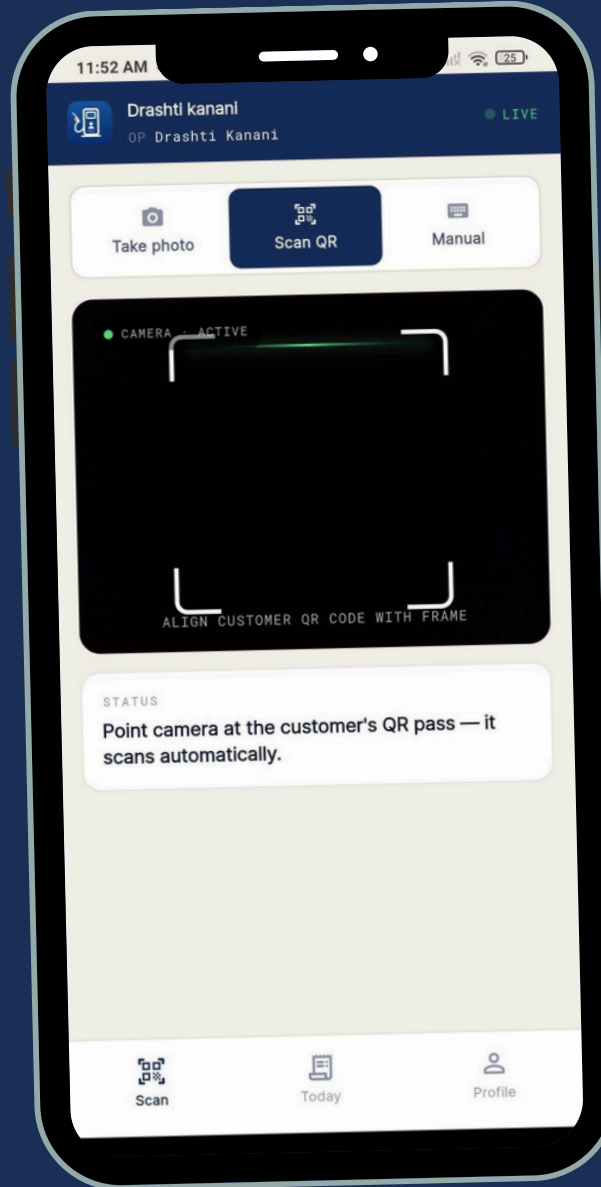 11:52 AM
25
Drashti kanani
OP Drashti Kanani
LIVE
Take photo
Scan QR
Manual
CAMERA · ACTIVE
ALIGN CUSTOMER QR CODE WITH FRAME
STATUS
Point camera at the customer's QR pass — it
scans automatically.
Scan
Today
Profile